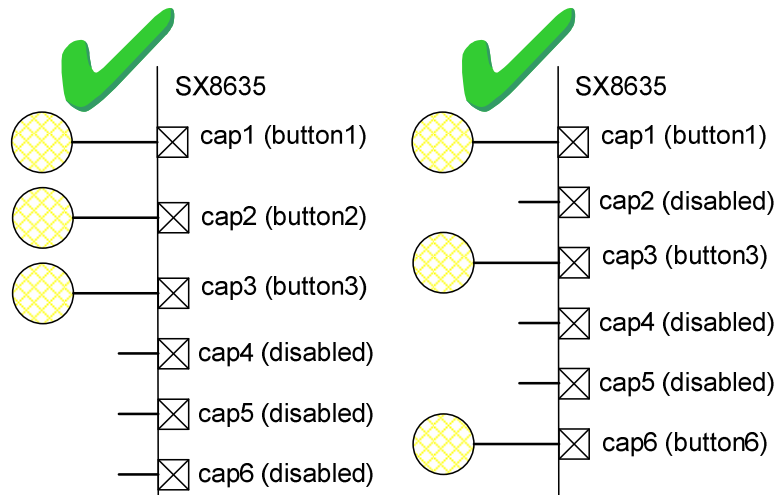 SX8635
cap1 (button1)
cap2 (button2)
cap3 (button3)
cap4 (disabled)
cap5 (disabled)
cap6 (disabled)
SX8635
cap1 (button1)
cap2 (disabled)
cap3 (button3)
cap4 (disabled)
cap5 (disabled)
cap6 (button6)